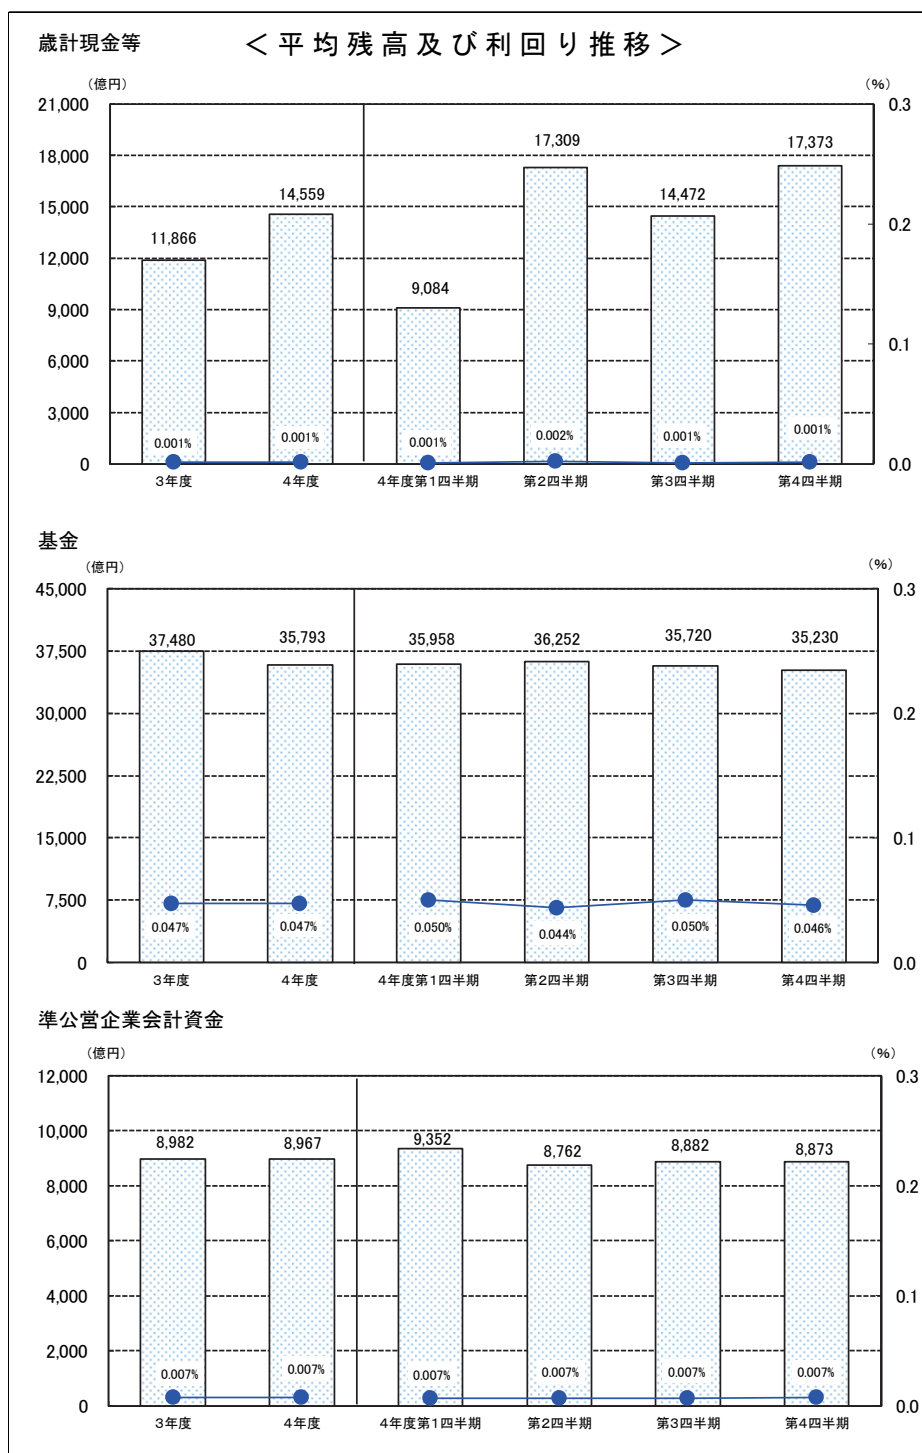 歳計現金等 ＜平均残高及び利回り推移＞
（億円） （％）
21,000 0.3
18,000 17,309 17,373
15,000 14,559 14,472 0.2
12,000 11,866
9,000 9,084
6,000 0.1
3,000
0.001% 0.001% 0.001% 0.002% 0.001% 0.001%
0 0.0
3年度 4年度 4年度第1四半期 第2四半期 第3四半期 第4四半期
基金
（億円） （％）
45,000 0.3
37,480 35,793 35,958 36,252 35,720 35,230
37,500
30,000 0.2
22,500
15,000 0.1
7,500
0.047% 0.047% 0.050% 0.044% 0.050% 0.046%
0 0.0
3年度 4年度 4年度第1四半期 第2四半期 第3四半期 第4四半期
準公営企業会計資金
（億円） （％）
12,000 0.3
10,000
8,982 8,967 9,352 8,762 8,882 8,873
8,000 0.2
6,000
4,000 0.1
2,000
0.007% 0.007% 0.007% 0.007% 0.007% 0.007%
0 0.0
3年度 4年度 4年度第1四半期 第2四半期 第3四半期 第4四半期